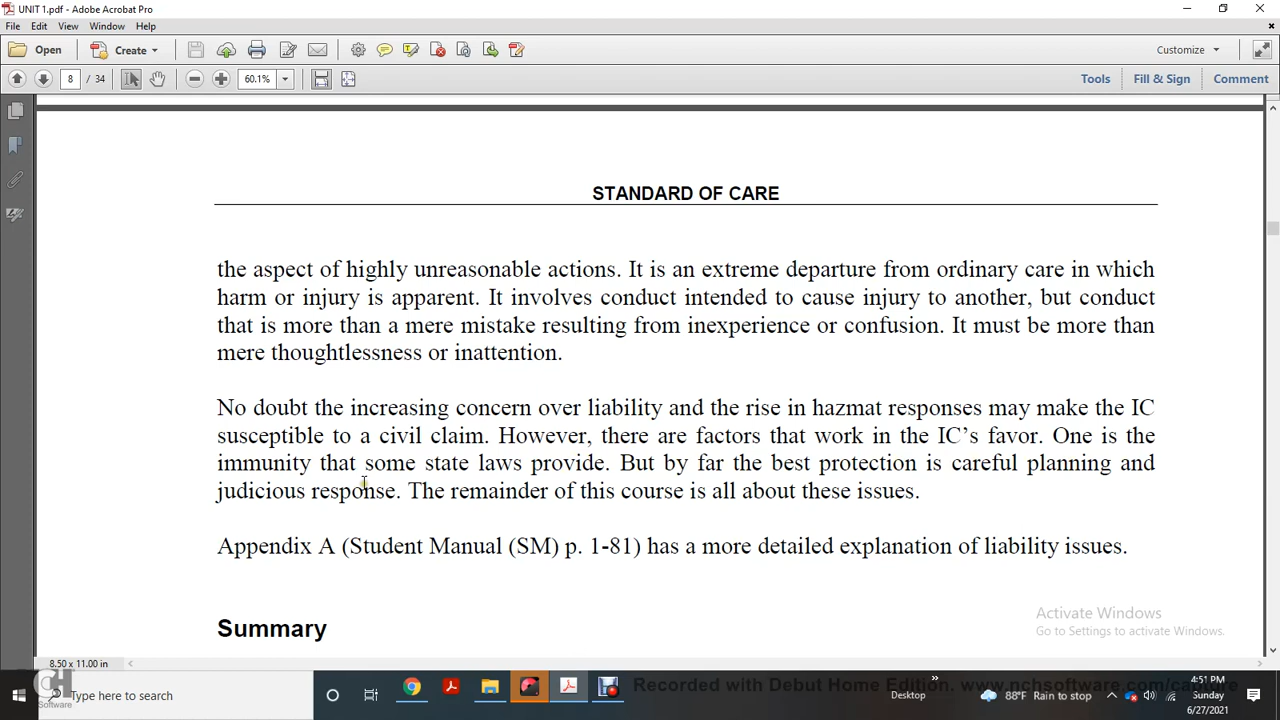 UNIT 1.pdf - Adobe Acrobat Pro
File Edit View Window Help
Open Create Customize
8 / 34 60.1% Tools Fill & Sign Comment
STANDARD OF CARE
the aspect of highly unreasonable actions. It is an extreme departure from ordinary care in which
harm or injury is apparent. It involves conduct intended to cause injury to another, but conduct
that is more than a mere mistake resulting from inexperience or confusion. It must be more than
mere thoughtlessness or inattention.
No doubt the increasing concern over liability and the rise in hazmat responses may make the IC
susceptible to a civil claim. However, there are factors that work in the IC’s favor. One is the
immunity that some state laws provide. But by far the best protection is careful planning and
judicious response. The remainder of this course is all about these issues.
Appendix A (Student Manual (SM) p. 1-81) has a more detailed explanation of liability issues.
Summary
Activate Windows
Go to Settings to activate Windows.
8.50 x 11.00 in
Recorded with Debut Home Edition. www.nchsoftware.com/capture
Type here to search
Desktop
88°F Rain to stop
4:51 PM
Sunday
6/27/2021
CH
Software